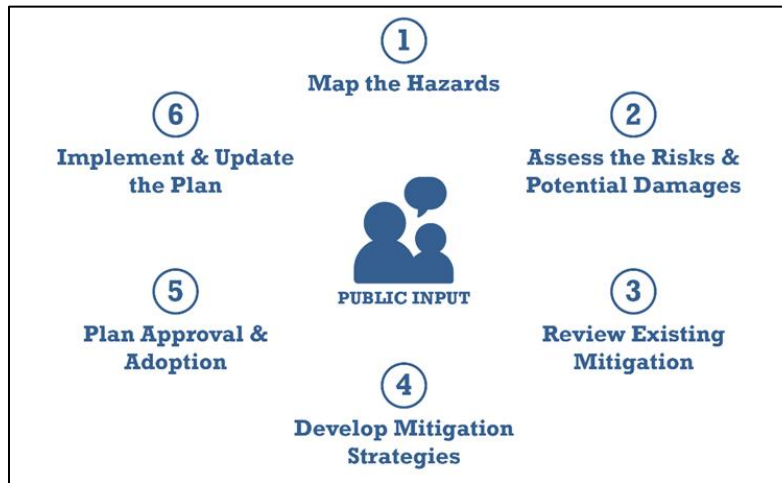 1
Map the Hazards
2
Assess the Risks &
Potential Damages
3
Review Existing
Mitigation
4
Develop Mitigation
Strategies
5
Plan Approval &
Adoption
6
Implement & Update
the Plan
PUBLIC INPUT